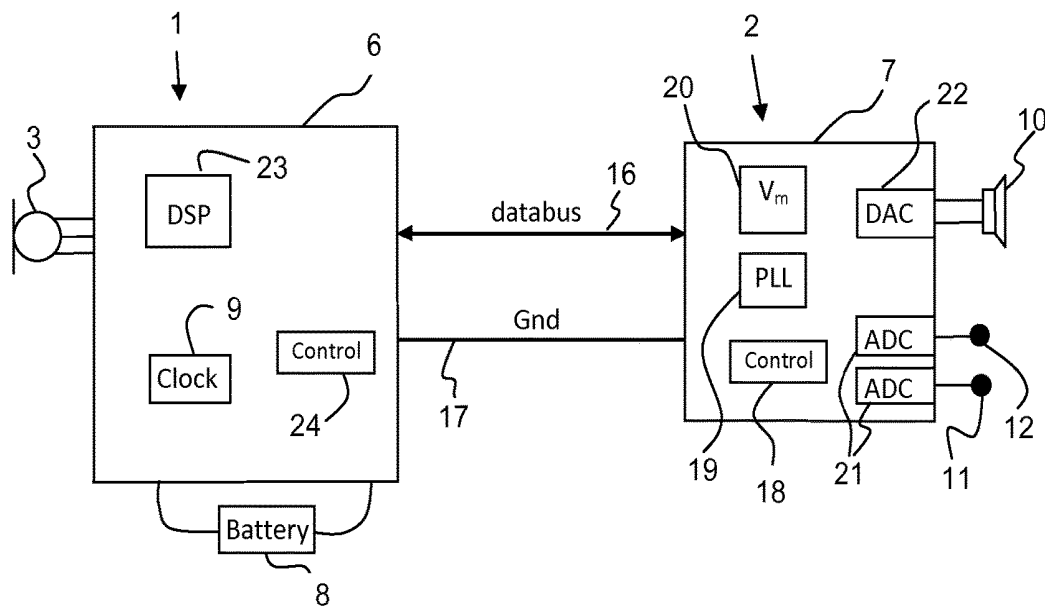 1
2
6
7
22
20
10
3
23
16
Vm
DSP
databus
DAC
PLL
9
Gnd
ADC
Control
Control
Clock
ADC
24
17
12
19
18
21
11
Battery
8